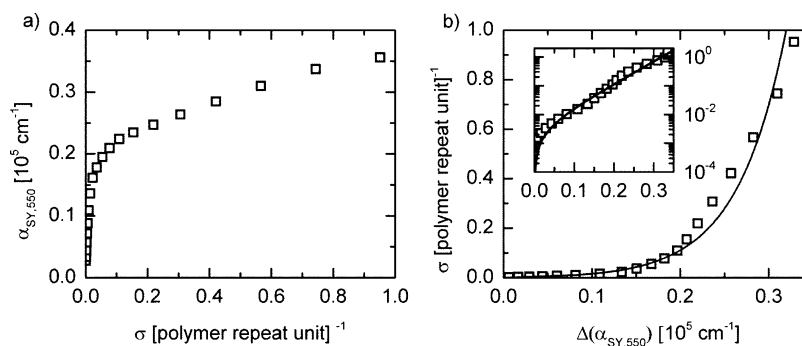 a)
0.4
0.3
0.2
0.1
0.0
α_SY,550 [10^5 cm^-1]
0.0 0.2 0.4 0.6 0.8 1.0
σ [polymer repeat unit]^-1
b)
1.0
0.8
0.6
0.4
0.2
0.0
σ [polymer repeat unit]^-1
10^0
10^-2
10^-4
0.0 0.1 0.2 0.3
0.0 0.1 0.2 0.3
Δ(α_SY,550) [10^5 cm^-1]